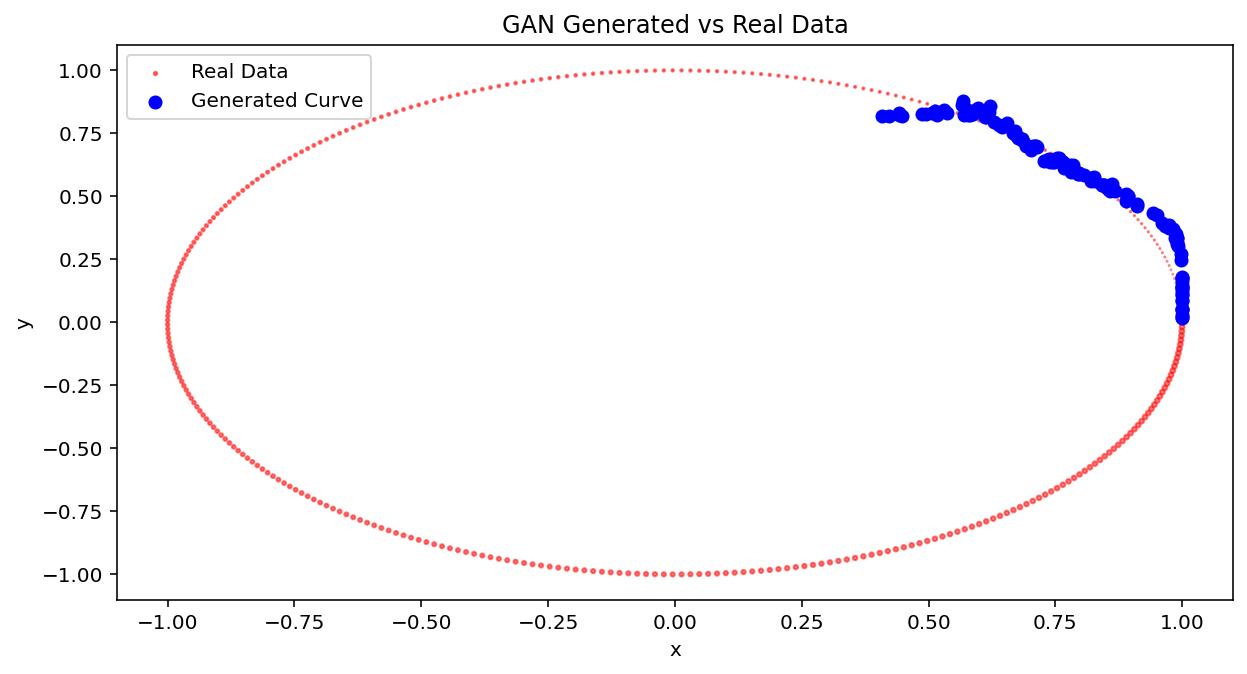 GAN Generated vs Real Data
Real Data
Generated Curve
1.00
0.75
0.50
0.25
0.00
−0.25
−0.50
−0.75
−1.00
y
−1.00 −0.75 −0.50 −0.25 0.00 0.25 0.50 0.75 1.00
x